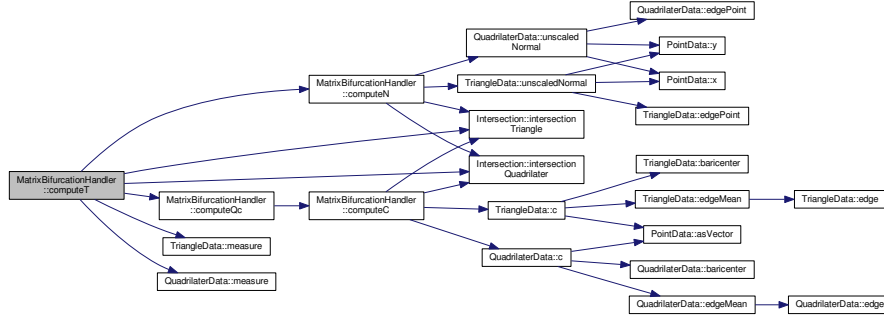 MatrixBifurcationHandler
::computeT
MatrixBifurcationHandler
::computeN
MatrixBifurcationHandler
::computeQc
TriangleData::measure
QuadrilaterData::measure
MatrixBifurcationHandler
::computeC
QuadrilaterData::unscaled
Normal
TriangleData::unscaledNormal
Intersection::intersection
Triangle
Intersection::intersection
Quadrilater
TriangleData::c
QuadrilaterData::c
QuadrilaterData::edgePoint
PointData::y
PointData::x
TriangleData::edgePoint
TriangleData::baricenter
TriangleData::edgeMean
PointData::asVector
QuadrilaterData::baricenter
QuadrilaterData::edgeMean
TriangleData::edge
QuadrilaterData::edge